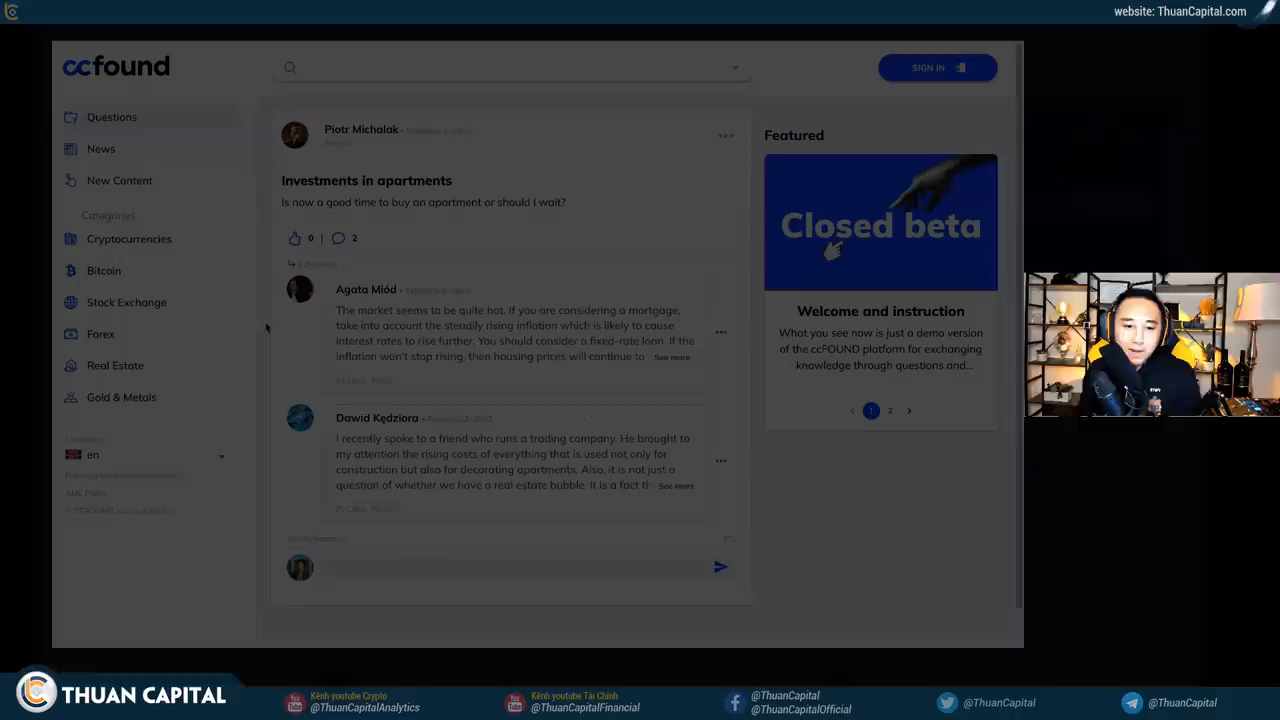 website: ThuanCapital.com
ccfound
SIGN IN
Questions
News
New Content
Categories
Cryptocurrencies
Bitcoin
Stock Exchange
Forex
Real Estate
Gold & Metals
en
AML Policy
Piotr Michalak
Investments in apartments
Is now a good time to buy an apartment or should I wait?
0 | 2
Agata Miód
The market seems to be quite hot. If you are considering a mortgage,
take into account the steadily rising inflation which is likely to cause
interest rates to rise further. You should consider a fixed-rate loan. If the
inflation won't stop rising, then housing prices will continue to See more
Dawid Kędziora
I recently spoke to a friend who runs a trading company. He brought to
my attention the rising costs of everything that is used not only for
construction but also for decorating apartments. Also, it is not just a
question of whether we have a real estate bubble. It is a fact th See more
Featured
Closed beta
Welcome and instruction
What you see now is just a demo version
of the ccFOUND platform for exchanging
knowledge through questions and...
1 2
THUAN CAPITAL
Kênh youtube Crypto
@ThuanCapitalAnalytics
Kênh youtube Tài Chính
@ThuanCapitalFinancial
@ThuanCapital
@ThuanCapitalOfficial
@ThuanCapital
@ThuanCapital